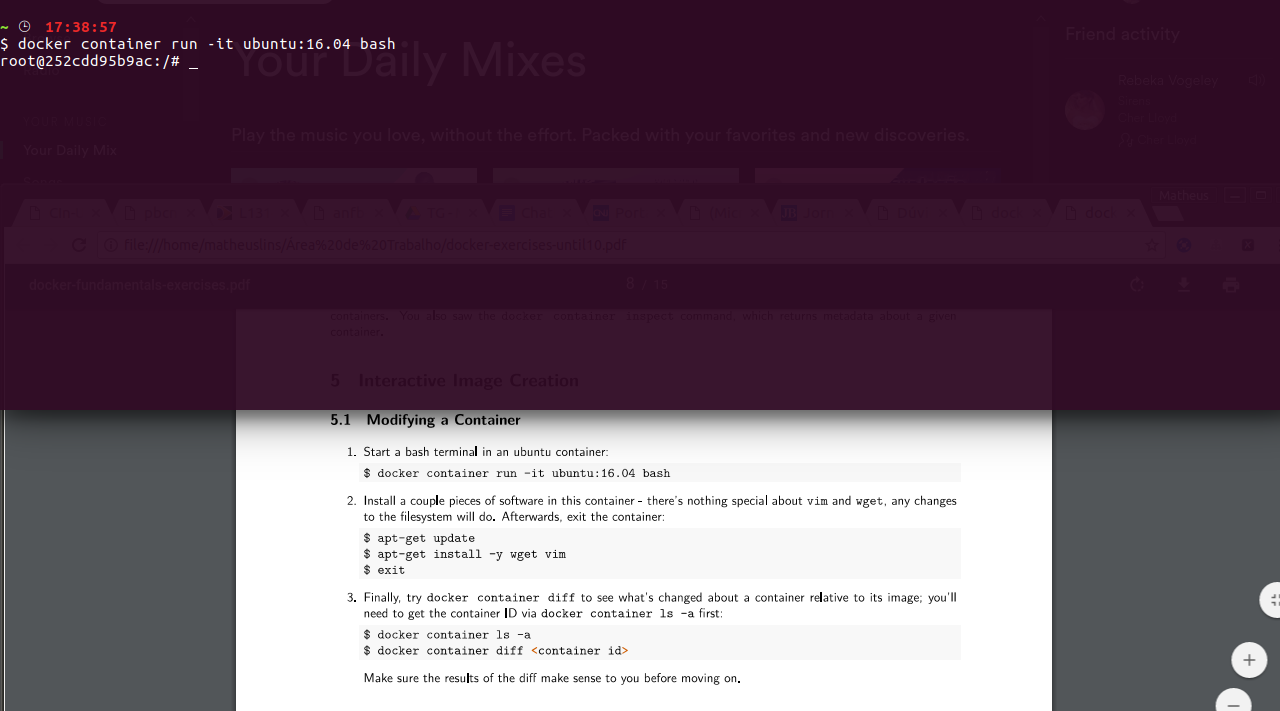 ~ 17:38:57
$ docker container run -it ubuntu:16.04 bash
root@252cdd95b9ac:/# _
Your Daily Mixes
Friend activity
Rebeka Vogeley
YOUR MUSIC
Play the music you love, without the effort. Packed with your favorites and new discoveries.
Your Daily Mix
Matheus
file:///home/matheuslins/Área%20de%20Trabalho/docker-exercises-until10.pdf
docker-fundamentals-exercises.pdf
8 / 15
containers. You also saw the docker container inspect command, which returns metadata about a given
container.
5 Interactive Image Creation
5.1 Modifying a Container
1. Start a bash terminal in an ubuntu container:
$ docker container run -it ubuntu:16.04 bash
2. Install a couple pieces of software in this container - there's nothing special about vim and wget, any changes
to the filesystem will do. Afterwards, exit the container:
$ apt-get update
$ apt-get install -y wget vim
$ exit
3. Finally, try docker container diff to see what's changed about a container relative to its image; you'll
need to get the container ID via docker container ls -a first:
$ docker container ls -a
$ docker container diff <container id>
Make sure the results of the diff make sense to you before moving on.